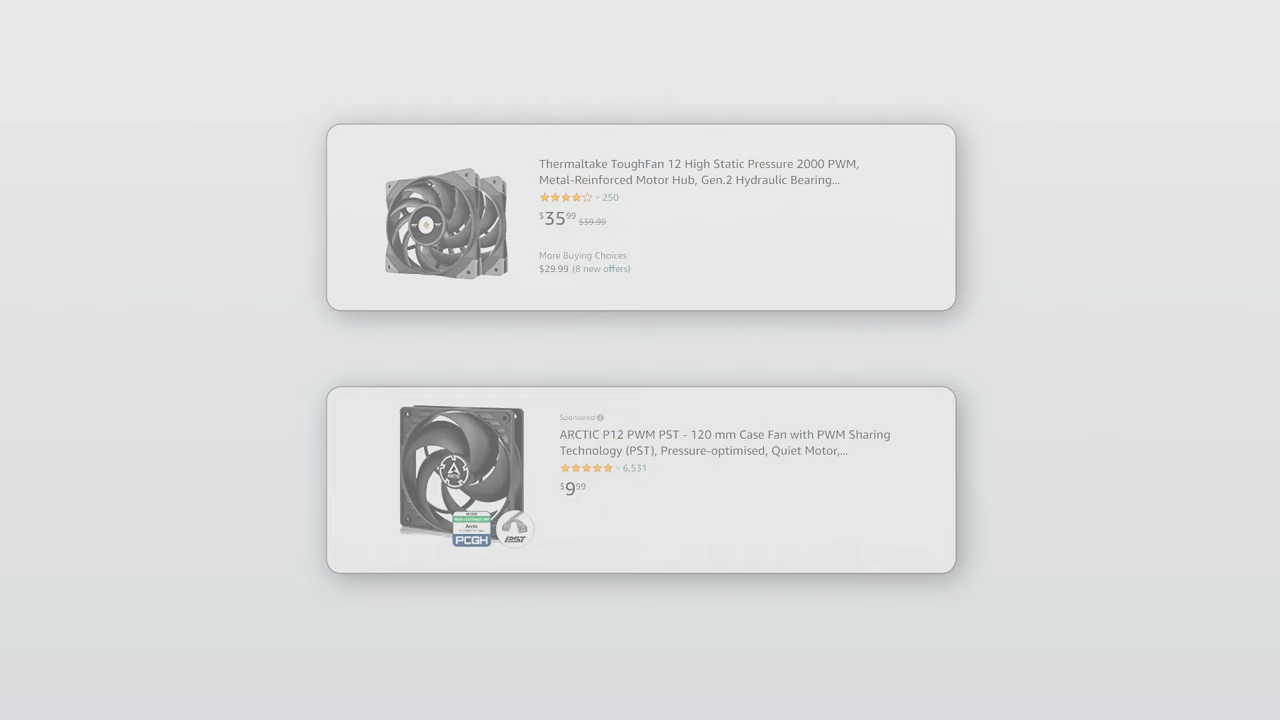 Thermaltake ToughFan 12 High Static Pressure 2000 PWM,
Metal-Reinforced Motor Hub, Gen.2 Hydraulic Bearing...
250
$35.99 $39.99
More Buying Choices
$29.99 (8 new offers)
Sponsored
ARCTIC P12 PWM PST - 120 mm Case Fan with PWM Sharing
Technology (PST), Pressure-optimised, Quiet Motor,...
6,531
$9.99
ARCTIC
Arctic
PCGH
PST